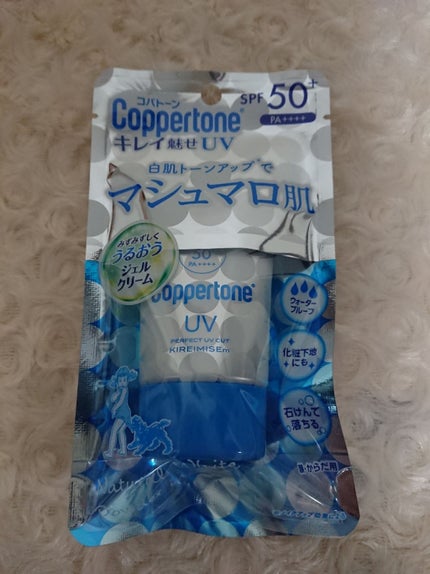 コパトーン
Coppertone®
キレイ魅せUV
SPF 50+
PA++++
白肌トーンアップ*で
マシュマロ肌
みずみずしく
うるおう
ジェル
クリーム
50
PA++++
Coppertone®
UV
PERFECT UV CUT
KIREIMISEm
ウォーター
プルーフ
化粧下地
にも
石けんで
落ちる
顔・からだ用
Natural White